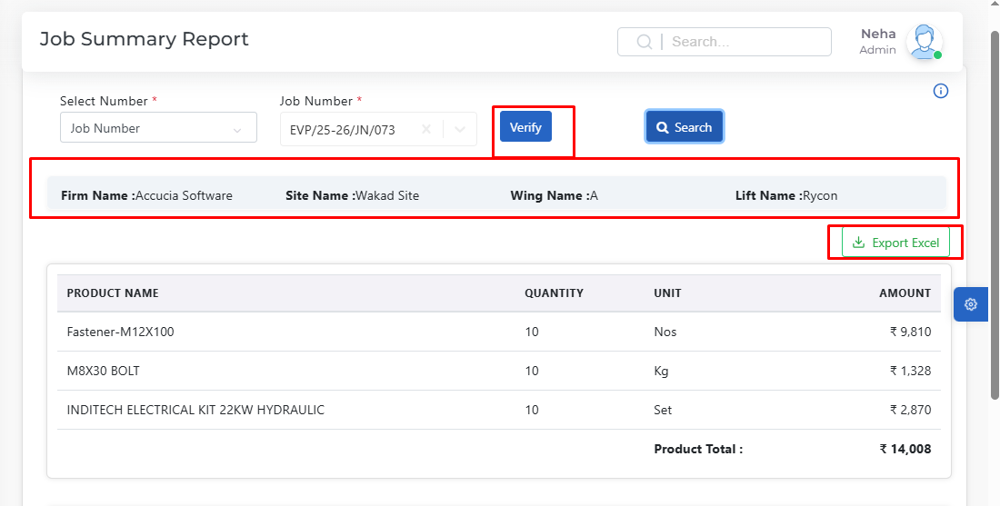 Job Summary Report
Search...
Neha
Admin
Select Number *
Job Number *
Job Number
EVP/25-26/JN/073
Verify
Search
Firm Name :Accucia Software
Site Name :Wakad Site
Wing Name :A
Lift Name :Rycon
Export Excel
PRODUCT NAME QUANTITY UNIT AMOUNT
Fastener-M12X100 10 Nos ₹ 9,810
M8X30 BOLT 10 Kg ₹ 1,328
INDITECH ELECTRICAL KIT 22KW HYDRAULIC 10 Set ₹ 2,870
Product Total : ₹ 14,008